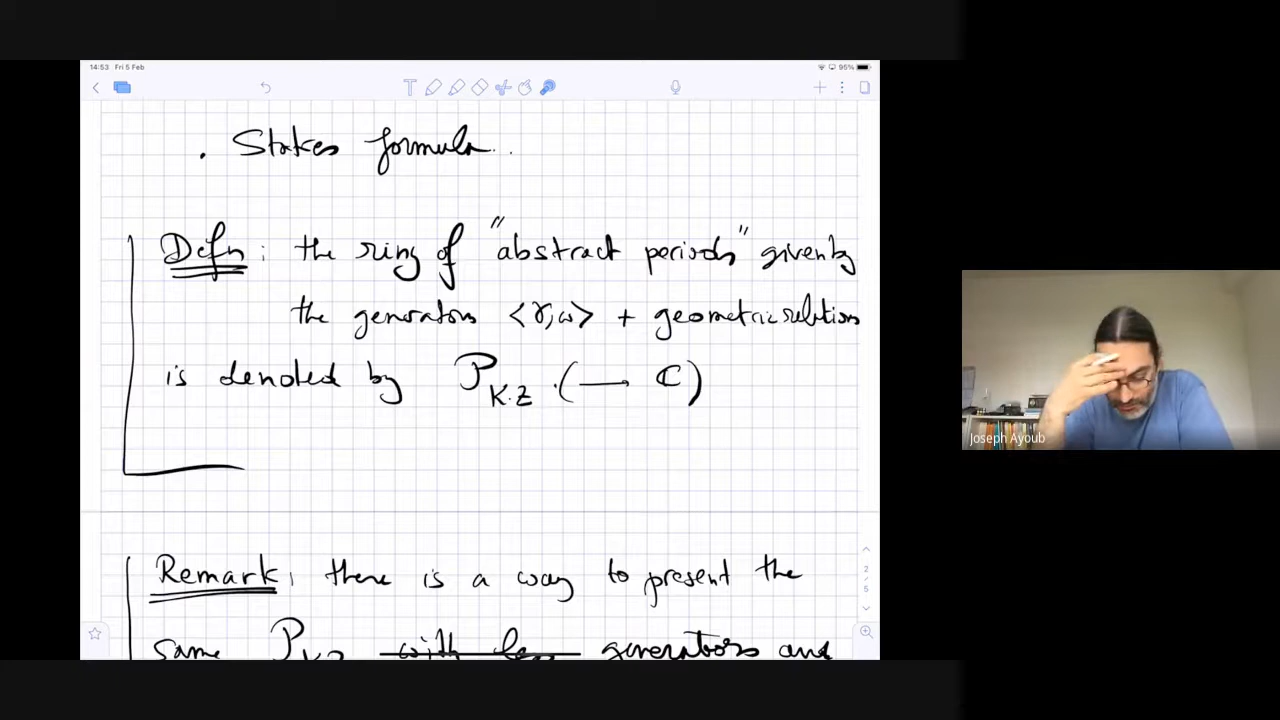 14:53 Fri 5 Feb
95%
. Stokes formula.
Defn: the ring of "abstract periods" given by
the generators <γ,ω> + geometric relations
is denoted by P_{K.Z} (→ ℂ)
Remark: there is a way to present the
same P_{K.Z} with less generators and
2 / 5
Joseph Ayoub